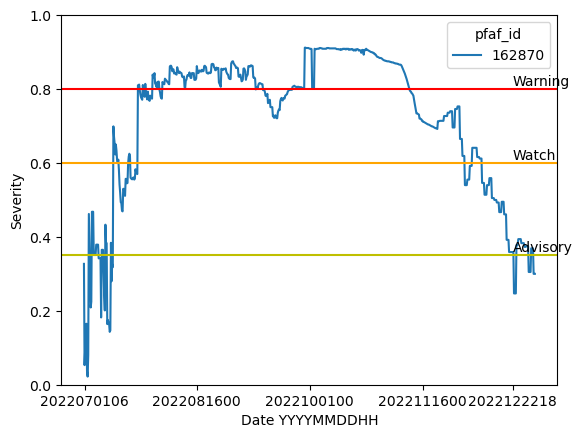 1.0
pfaf_id
162870
Warning
0.8
Watch
0.6
Severity
0.4
Advisory
0.2
0.0
2022070106 2022081600 2022100100 2022111600 2022122218
Date YYYYMMDDHH